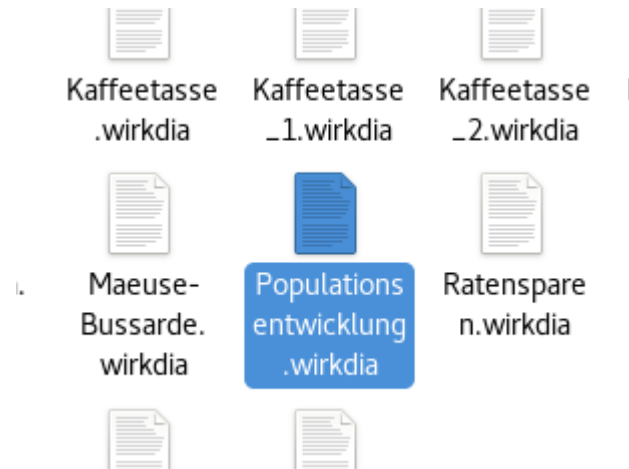 Kaffeetasse Kaffeetasse Kaffeetasse
.wirkdia _1.wirkdia _2.wirkdia
Maeuse- Populations Ratenspare
Bussarde. entwicklung n.wirkdia
wirkdia .wirkdia